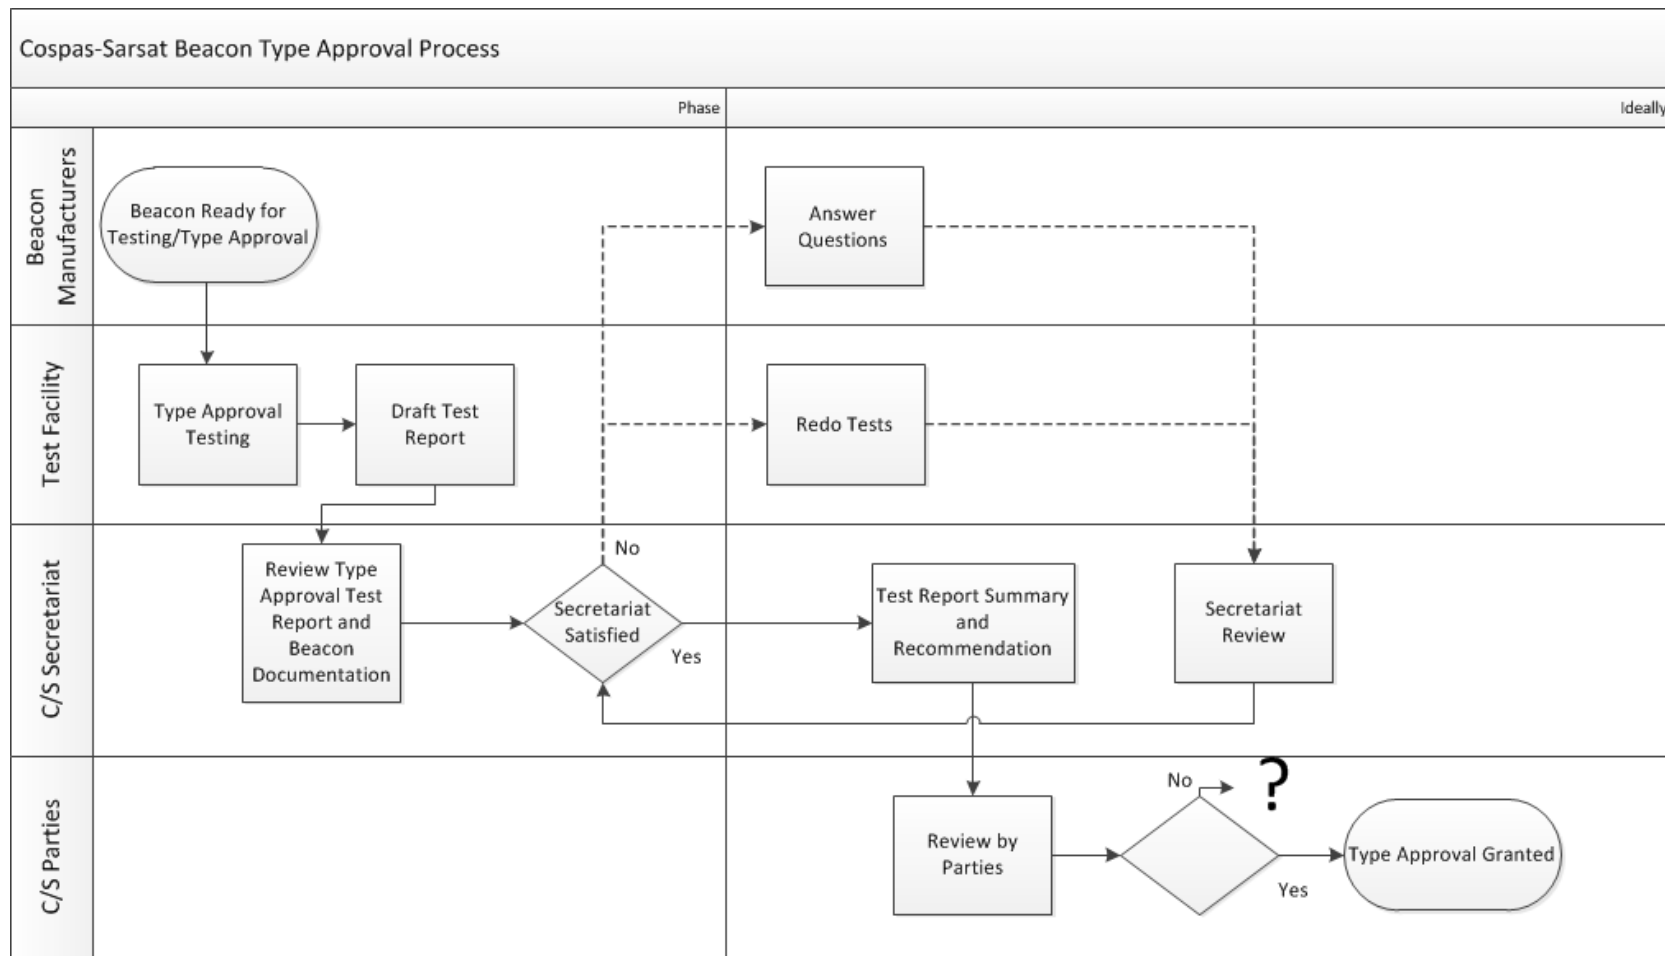 Cospas-Sarsat Beacon Type Approval Process
Phase
Ideally
Beacon
Manufacturers
Beacon Ready for
Testing/Type Approval
Answer
Questions
Test Facility
Type Approval
Testing
Draft Test
Report
Redo Tests
C/S Secretariat
Review Type
Approval Test
Report and
Beacon
Documentation
No
Secretariat
Satisfied
Yes
Test Report Summary
and
Recommendation
Secretariat
Review
C/S Parties
Review by
Parties
No
?
Yes
Type Approval Granted